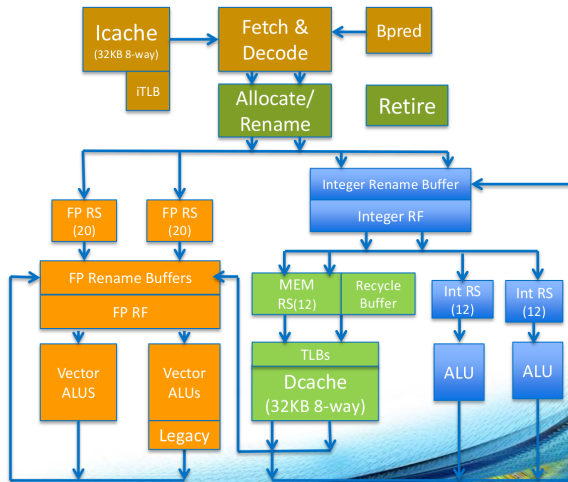 Icache
(32KB 8-way)
iTLB
Fetch &
Decode
Bpred
Allocate/
Rename
Retire
FP RS
(20)
FP RS
(20)
Integer Rename Buffer
Integer RF
FP Rename Buffers
FP RF
MEM
RS(12)
Recycle
Buffer
Int RS
(12)
Int RS
(12)
Vector
ALUS
Vector
ALUs
Legacy
TLBs
Dcache
(32KB 8-way)
ALU
ALU